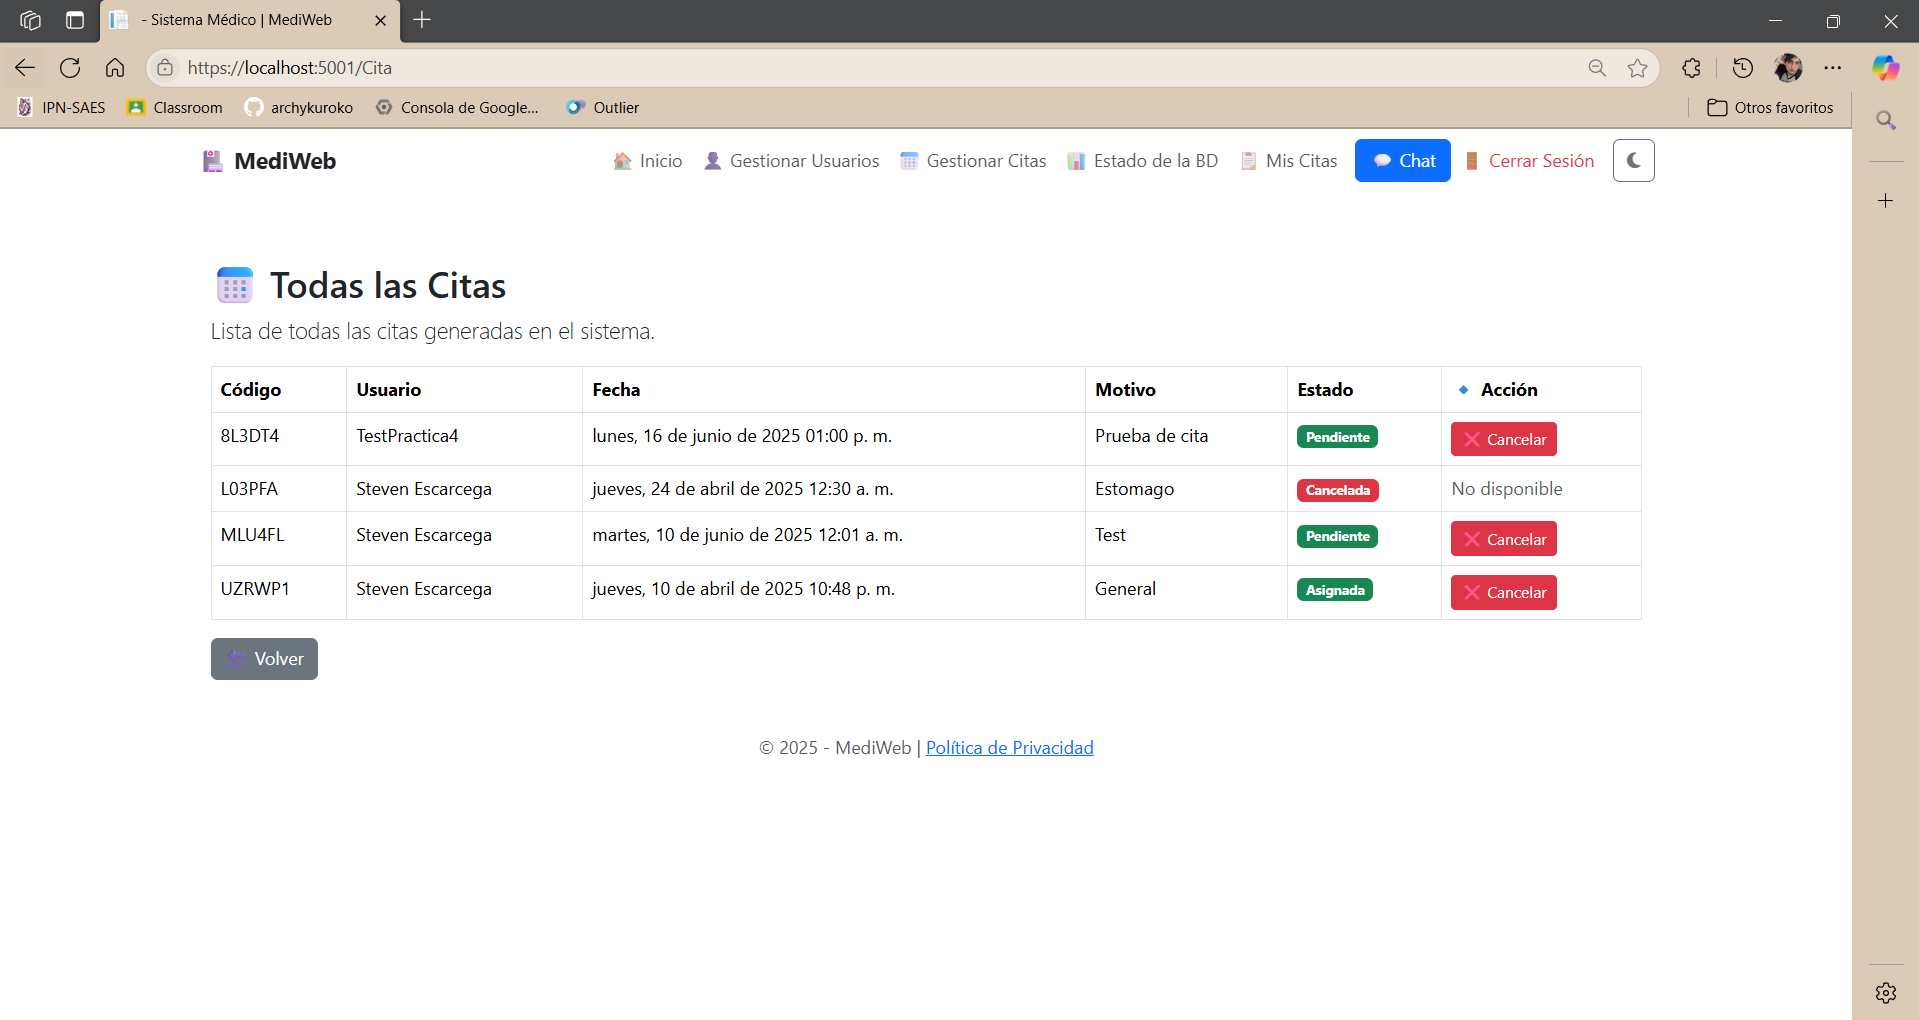 - Sistema Médico | MediWeb
https://localhost:5001/Cita
IPN-SAES Classroom archykuroko Consola de Google... Outlier Otros favoritos
MediWeb Inicio Gestionar Usuarios Gestionar Citas Estado de la BD Mis Citas Chat Cerrar Sesión
Todas las Citas
Lista de todas las citas generadas en el sistema.
Código Usuario Fecha Motivo Estado Acción
8L3DT4 TestPractica4 lunes, 16 de junio de 2025 01:00 p. m. Prueba de cita Pendiente Cancelar
L03PFA Steven Escarcega jueves, 24 de abril de 2025 12:30 a. m. Estomago Cancelada No disponible
MLU4FL Steven Escarcega martes, 10 de junio de 2025 12:01 a. m. Test Pendiente Cancelar
UZRWP1 Steven Escarcega jueves, 10 de abril de 2025 10:48 p. m. General Asignada Cancelar
Volver
© 2025 - MediWeb | Política de Privacidad